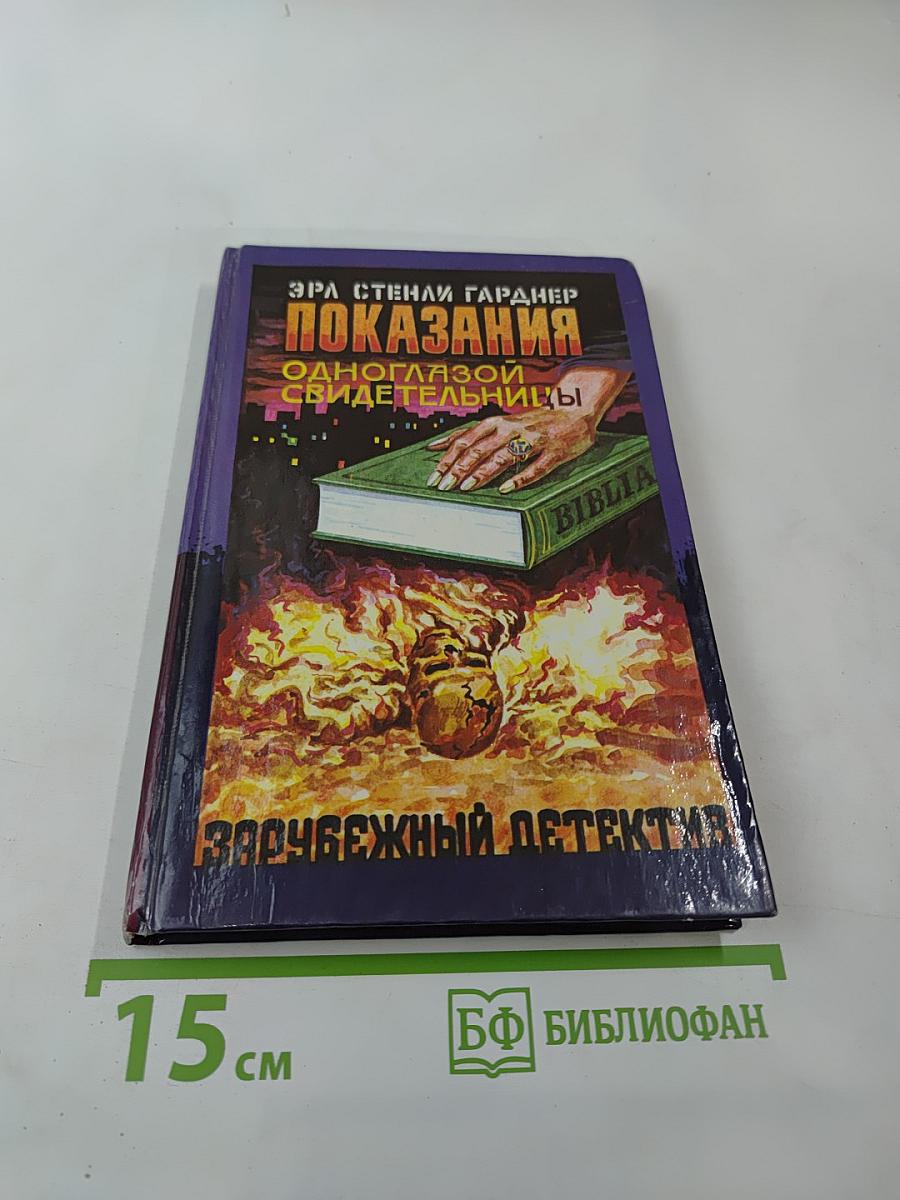 ЭРЛ СТЕНЛИ ГАРДНЕР
ПОКАЗАНИЯ
ОДНОГЛАЗОЙ
СВИДЕТЕЛЬНИЦЫ
BIBLIA
ЗАРУБЕЖНЫЙ ДЕТЕКТИВ
15 см
БФ БИБЛИОФАН